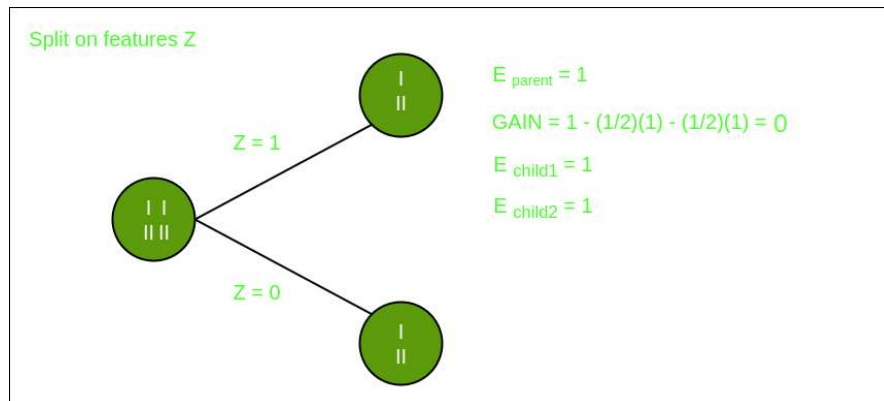 Split on features Z
I
II
E parent = 1
GAIN = 1 - (1/2)(1) - (1/2)(1) = 0
Z = 1
E child1 = 1
E child2 = 1
I I
II II
Z = 0
I
II